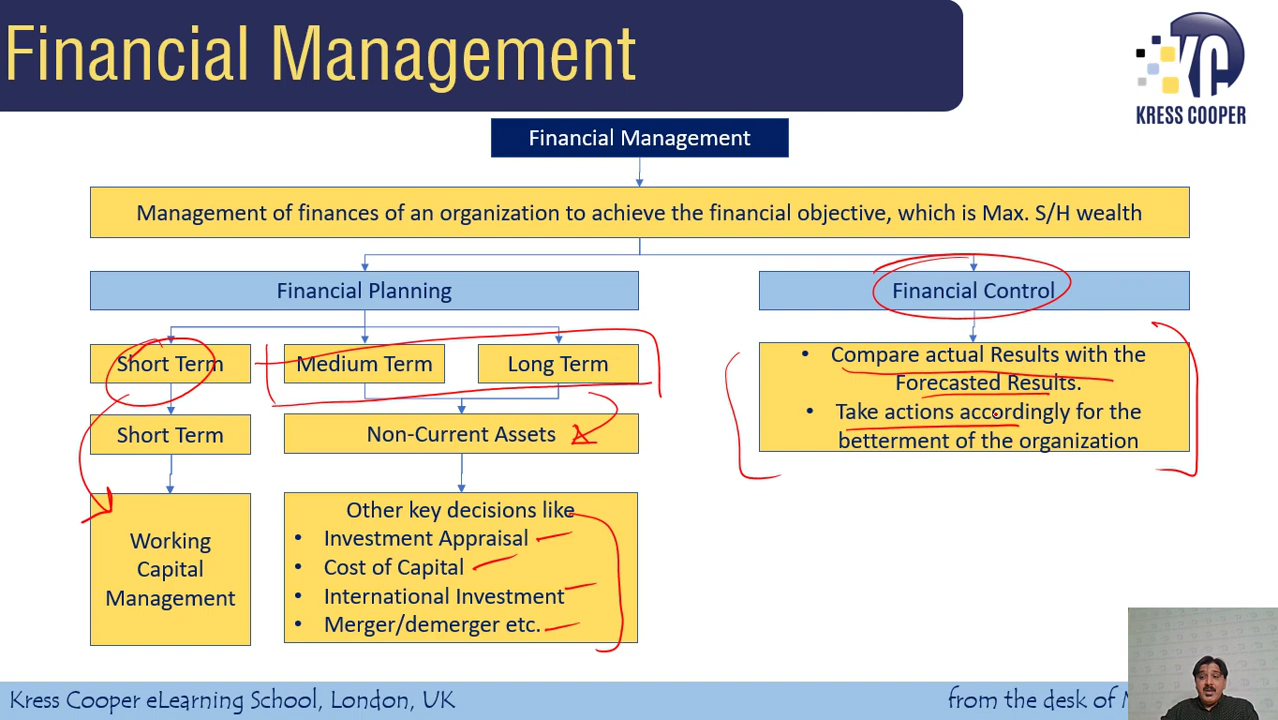 Financial Management
KC
KRESS COOPER
Financial Management
Management of finances of an organization to achieve the financial objective, which is Max. S/H wealth
Financial Planning
Financial Control
Short Term
Medium Term
Long Term
• Compare actual Results with the
Forecasted Results.
• Take actions accordingly for the
betterment of the organization
Short Term
Non-Current Assets
Working
Capital
Management
Other key decisions like
• Investment Appraisal
• Cost of Capital
• International Investment
• Merger/demerger etc.
Kress Cooper eLearning School, London, UK
from the desk of